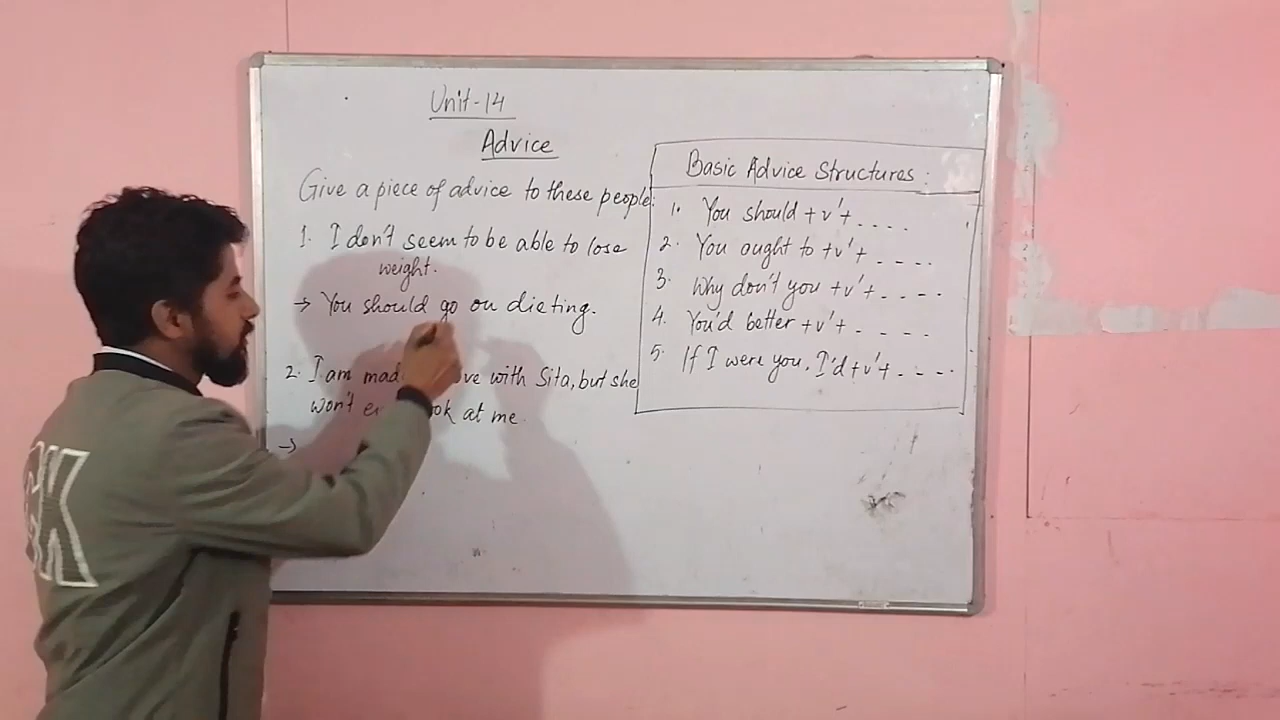 Unit-14
Advice
Give a piece of advice to these people:
1. I don't seem to be able to lose
weight.
→ You should go on dieting.
2. I am mad with Sita, but she
won't at me.
→
Basic Advice Structures:
1. You should + v' + ....
2. You ought to + v' + ....
3. Why don't you + v' + ....
4. You'd better + v' + ....
5. If I were you, I'd + v' + ....